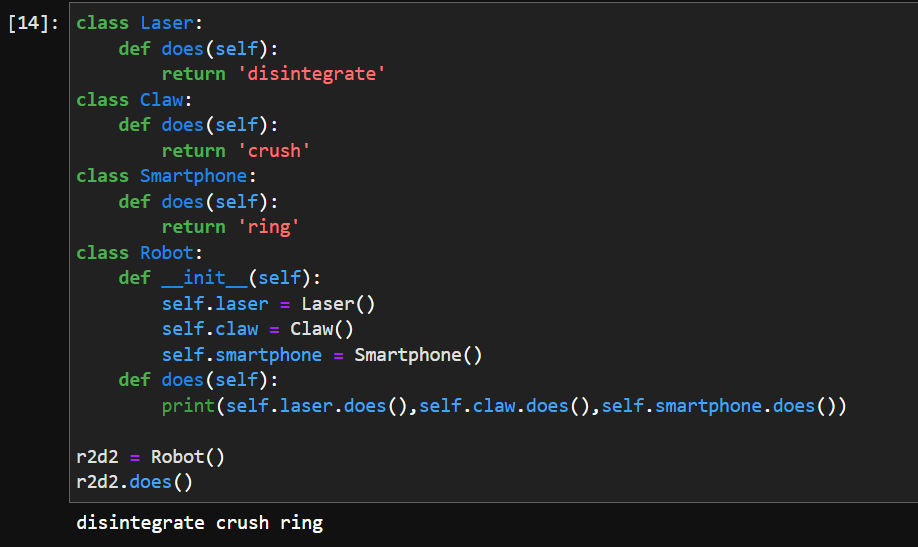 [14]: class Laser:
    def does(self):
        return 'disintegrate'
class Claw:
    def does(self):
        return 'crush'
class Smartphone:
    def does(self):
        return 'ring'
class Robot:
    def __init__(self):
        self.laser = Laser()
        self.claw = Claw()
        self.smartphone = Smartphone()
    def does(self):
        print(self.laser.does(),self.claw.does(),self.smartphone.does())

r2d2 = Robot()
r2d2.does()
disintegrate crush ring